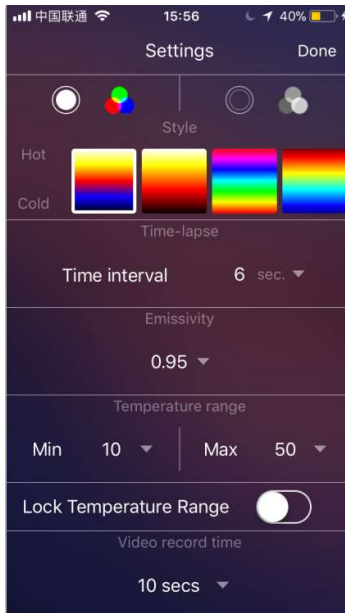 中国联通 15:56 40%
Settings Done
Style
Hot
Cold
Time-lapse
Time interval 6 sec.
Emissivity
0.95
Temperature range
Min 10 Max 50
Lock Temperature Range
Video record time
10 secs